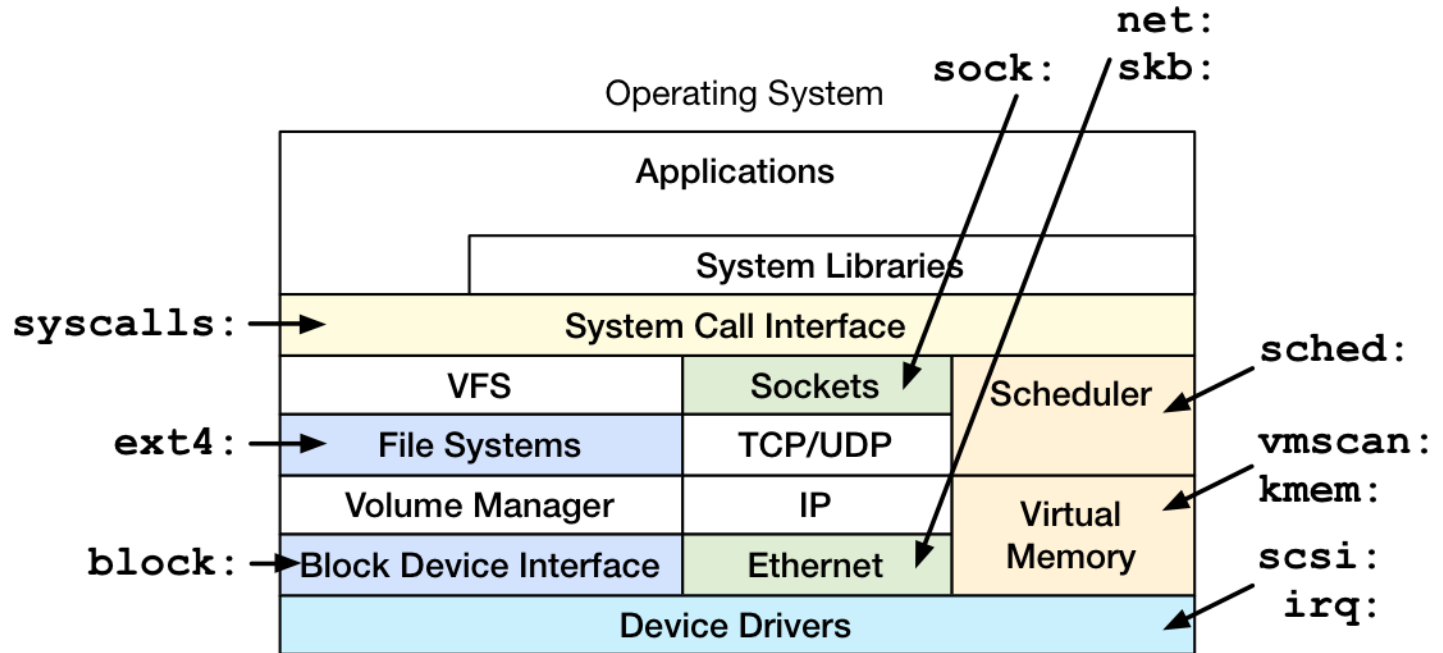 net:
sock: skb:
Operating System
Applications
System Libraries
syscalls: System Call Interface
VFS Sockets Scheduler sched:
ext4: File Systems TCP/UDP
vmscan:
kmem:
Volume Manager IP Virtual
Memory
block: Block Device Interface Ethernet
scsi:
irq:
Device Drivers